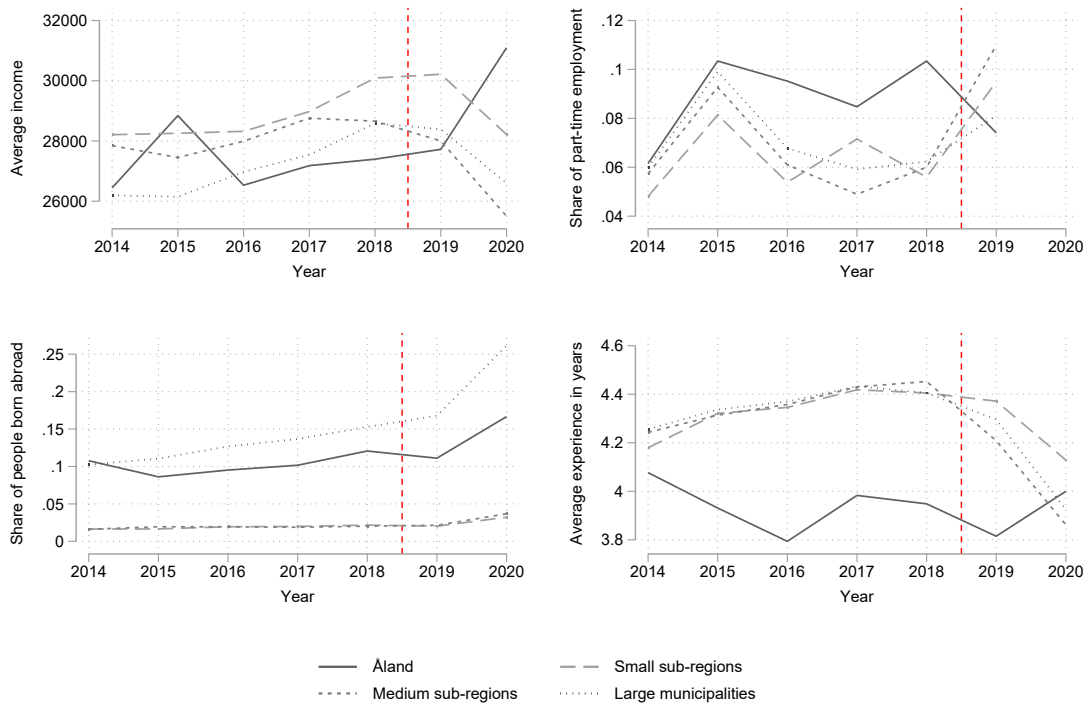 Average income
32000
30000
28000
26000
2014 2015 2016 2017 2018 2019 2020
Year
Share of part-time employment
.12
.1
.08
.06
.04
2014 2015 2016 2017 2018 2019 2020
Year
Share of people born abroad
.25
.2
.15
.1
.05
0
2014 2015 2016 2017 2018 2019 2020
Year
Average experience in years
4.6
4.4
4.2
4
3.8
2014 2015 2016 2017 2018 2019 2020
Year
Åland Small sub-regions
Medium sub-regions Large municipalities